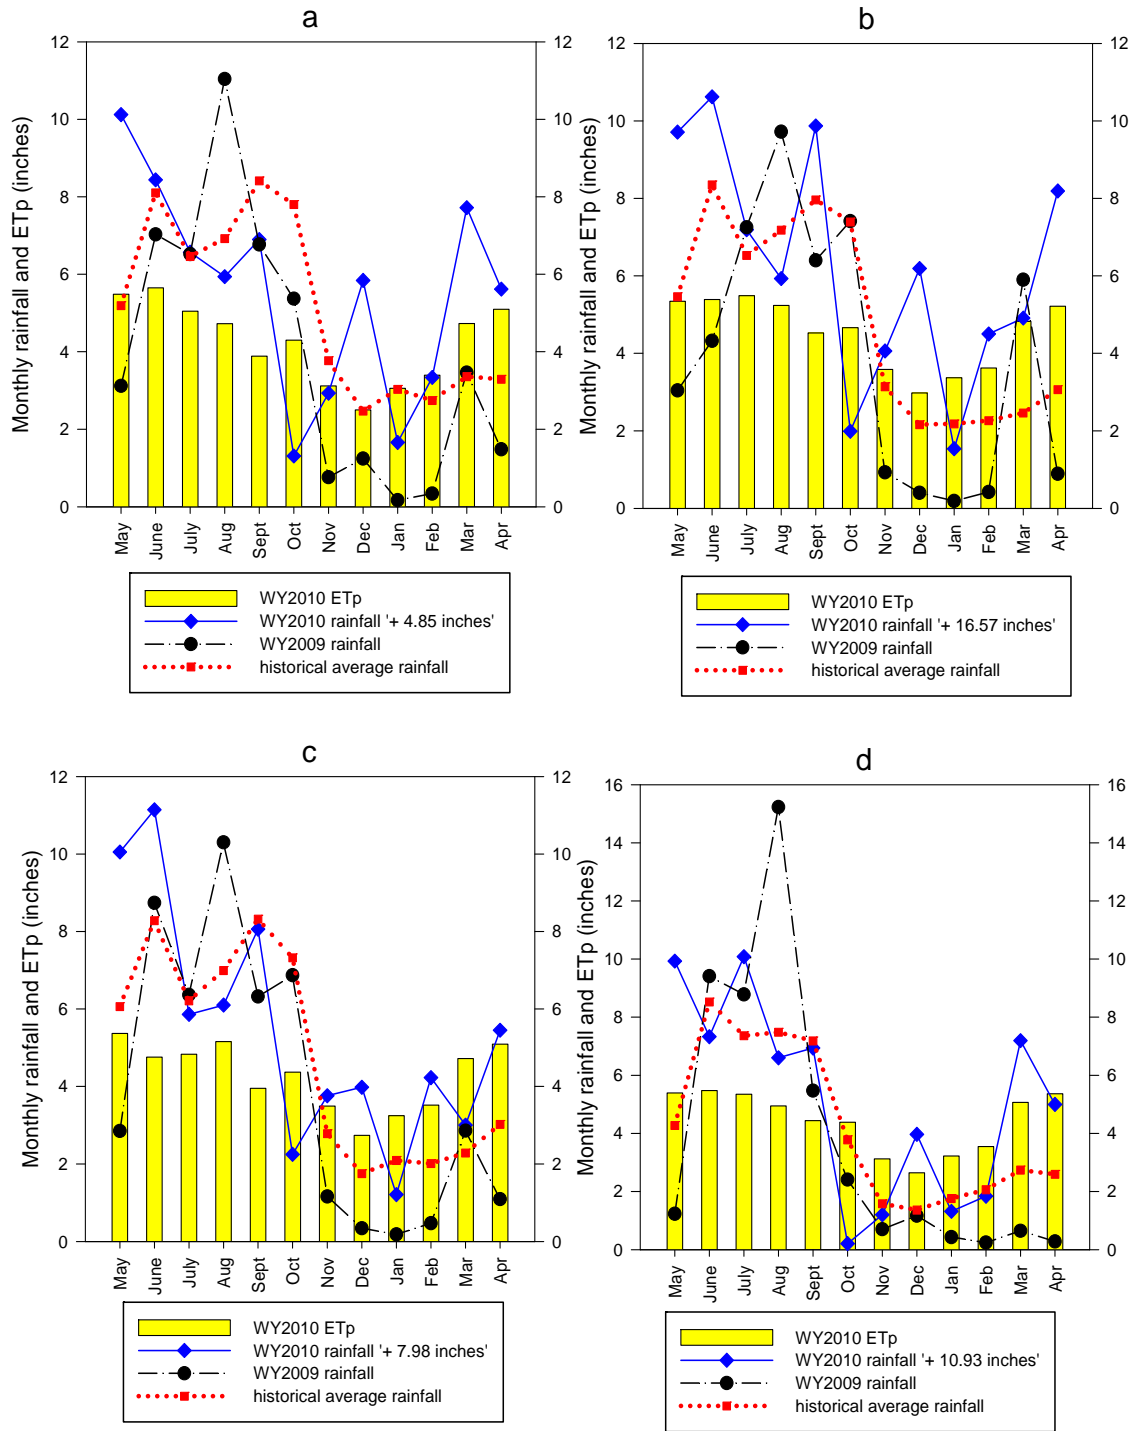 a
Monthly rainfall and ETp (inches)
12
10
8
6
4
2
0
12
10
8
6
4
2
0
May June July Aug Sept Oct Nov Dec Jan Feb Mar Apr
WY2010 ETp
WY2010 rainfall '+ 4.85 inches'
WY2009 rainfall
historical average rainfall
b
Monthly rainfall and ETp (inches)
12
10
8
6
4
2
0
12
10
8
6
4
2
0
May June July Aug Sept Oct Nov Dec Jan Feb Mar Apr
WY2010 ETp
WY2010 rainfall '+ 16.57 inches'
WY2009 rainfall
historical average rainfall
c
Monthly rainfall and ETp (inches)
12
10
8
6
4
2
0
12
10
8
6
4
2
0
May June July Aug Sept Oct Nov Dec Jan Feb Mar Apr
WY2010 ETp
WY2010 rainfall '+ 7.98 inches'
WY2009 rainfall
historical average rainfall
d
Monthly rainfall and ETp (inches)
16
14
12
10
8
6
4
2
0
16
14
12
10
8
6
4
2
0
May June July Aug Sept Oct Nov Dec Jan Feb Mar Apr
WY2010 ETp
WY2010 rainfall '+ 10.93 inches'
WY2009 rainfall
historical average rainfall